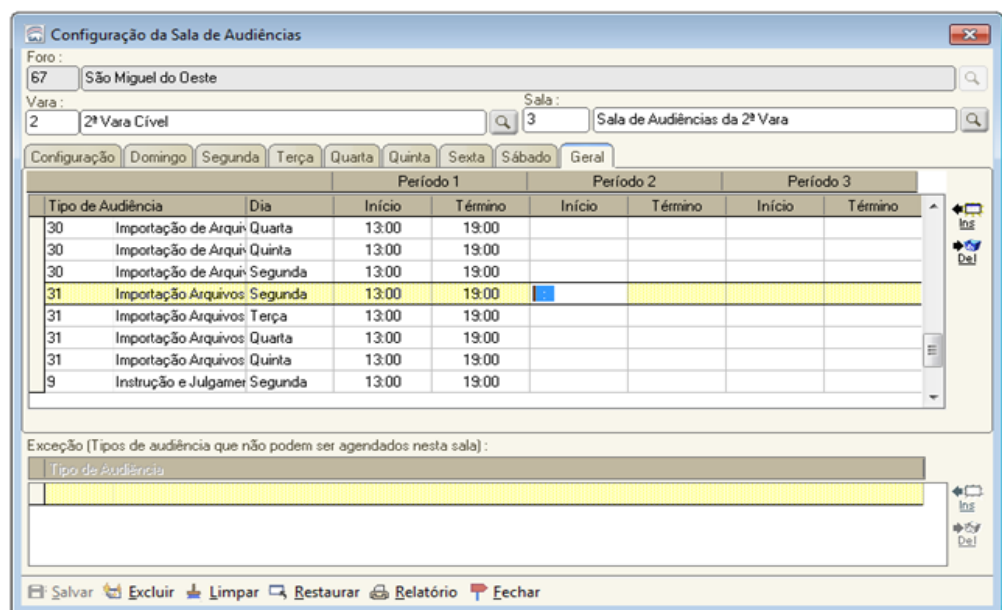 Configuração da Sala de Audiências
Foro :
67 São Miguel do Oeste
Vara : Sala :
2 2ª Vara Cível 3 Sala de Audiências da 2ª Vara
Configuração Domingo Segunda Terça Quarta Quinta Sexta Sábado Geral
Período 1 Período 2 Período 3
Tipo de Audiência Dia Início Término Início Término Início Término
30 Importação de Arqui Quarta 13:00 19:00
30 Importação de Arqui Quinta 13:00 19:00
30 Importação de Arqui Segunda 13:00 19:00
31 Importação Arquivos Segunda 13:00 19:00 :
31 Importação Arquivos Terça 13:00 19:00
31 Importação Arquivos Quarta 13:00 19:00
31 Importação Arquivos Quinta 13:00 19:00
9 Instrução e Julgamer Segunda 13:00 19:00
Ins
Del
Exceção (Tipos de audiência que não podem ser agendados nesta sala) :
Tipo de Audiência
Ins
Del
Salvar Excluir Limpar Restaurar Relatório Fechar